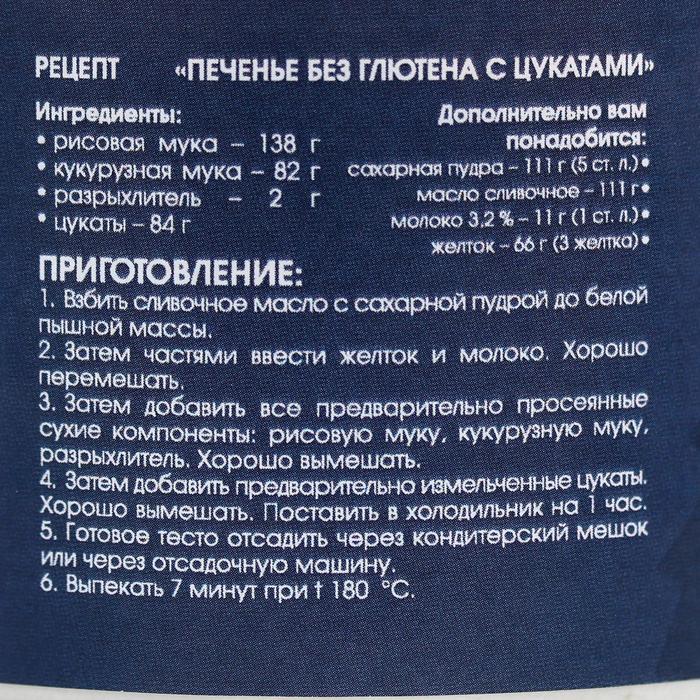 РЕЦЕПТ «ПЕЧЕНЬЕ БЕЗ ГЛЮТЕНА С ЦУКАТАМИ»
Ингредиенты:
• рисовая мука – 138 г
• кукурузная мука – 82 г
• разрыхлитель – 2 г
• цукаты – 84 г
Дополнительно вам
понадобится:
сахарная пудра – 111 г (5 ст. л.)•
масло сливочное – 111 г•
молоко 3,2 % – 11 г (1 ст. л.)•
желток – 66 г (3 желтка)•
ПРИГОТОВЛЕНИЕ:
1. Взбить сливочное масло с сахарной пудрой до белой
пышной массы.
2. Затем частями ввести желток и молоко. Хорошо
перемешать.
3. Затем добавить все предварительно просеянные
сухие компоненты: рисовую муку, кукурузную муку,
разрыхлитель. Хорошо вымешать.
4. Затем добавить предварительно измельченные цукаты.
Хорошо вымешать. Поставить в холодильник на 1 час.
5. Готовое тесто отсадить через кондитерский мешок
или через отсадочную машину.
6. Выпекать 7 минут при t 180 °С.